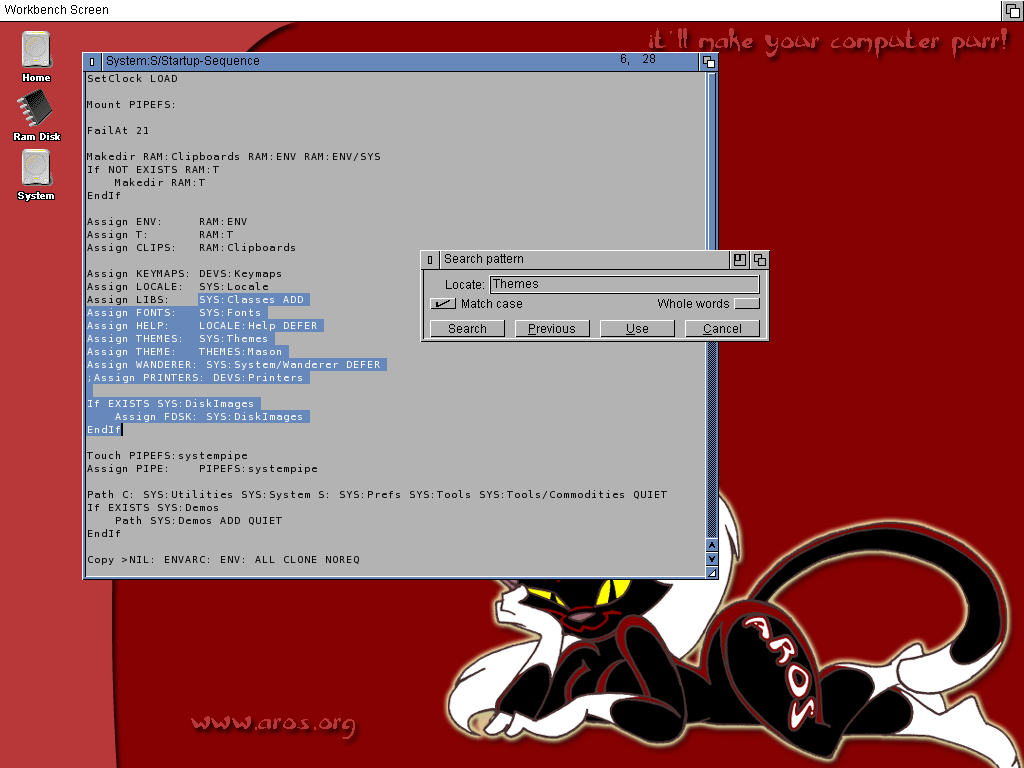 Workbench Screen
it'll make your computer purr!
Home
Ram Disk
System
System:S/Startup-Sequence 6, 28
SetClock LOAD
Mount PIPEFS:
FailAt 21
Makedir RAM:Clipboards RAM:ENV RAM:ENV/SYS
If NOT EXISTS RAM:T
    Makedir RAM:T
EndIf
Assign ENV:     RAM:ENV
Assign T:       RAM:T
Assign CLIPS:   RAM:Clipboards
Assign KEYMAPS: DEVS:Keymaps
Assign LOCALE:  SYS:Locale
Assign LIBS:    SYS:Classes ADD
Assign FONTS:   SYS:Fonts
Assign HELP:    LOCALE:Help DEFER
Assign THEMES:  SYS:Themes
Assign THEME:   THEMES:Mason
Assign WANDERER: SYS:System/Wanderer DEFER
;Assign PRINTERS: DEVS:Printers
If EXISTS SYS:DiskImages
    Assign FDSK: SYS:DiskImages
EndIf
Touch PIPEFS:systempipe
Assign PIPE:    PIPEFS:systempipe
Path C: SYS:Utilities SYS:System S: SYS:Prefs SYS:Tools SYS:Tools/Commodities QUIET
If EXISTS SYS:Demos
    Path SYS:Demos ADD QUIET
EndIf
Copy >NIL: ENVARC: ENV: ALL CLONE NOREQ
Search pattern
Locate: Themes
Match case Whole words
Search Previous Use Cancel
AROS
www.aros.org